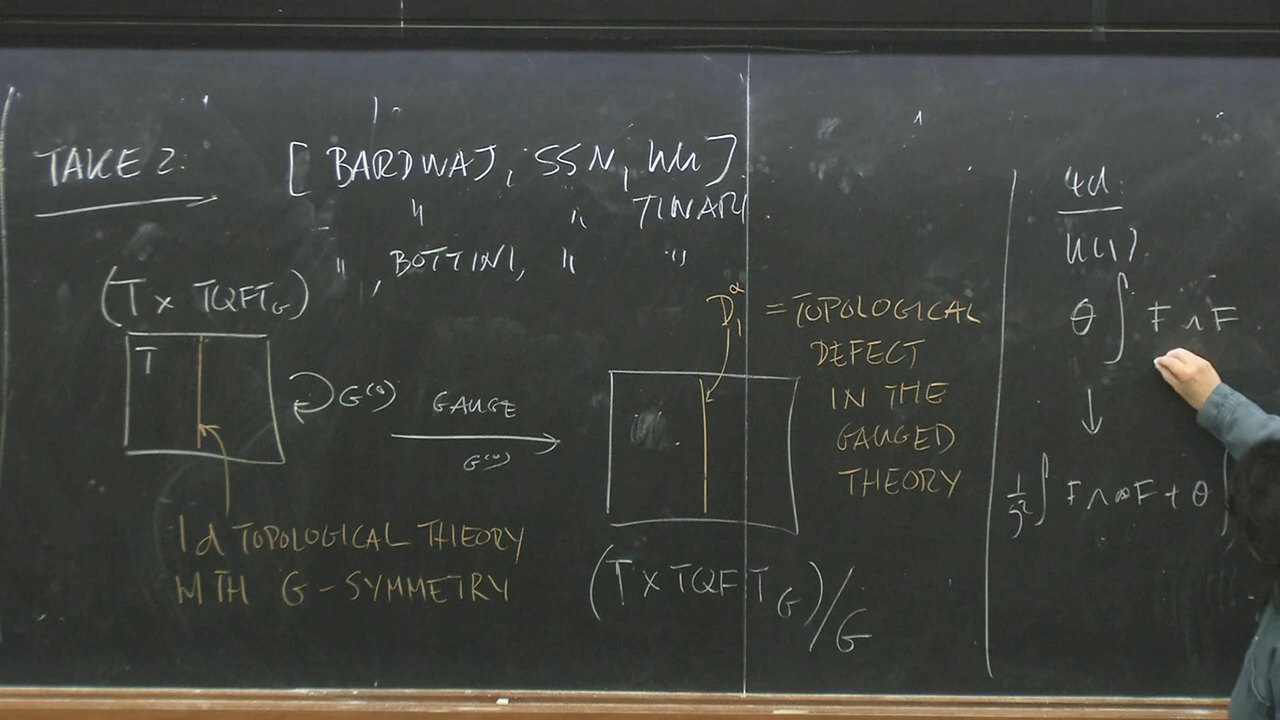 TAKE 2. [BARDWAJ, SSN, WU]
" " TINARI.
", BOTTINI, " "
(T × TQFT_G)
T
G^(0)
1d TOPOLOGICAL THEORY
WITH G-SYMMETRY
GAUGE
G^(0)
D_1^α = TOPOLOGICAL
DEFECT
IN THE
GAUGED
THEORY
(T × TQFT_G)/G
4d
U(1)
θ ∫ F ∧ F
↓
1/g² ∫ F ∧ *F + θ ∫